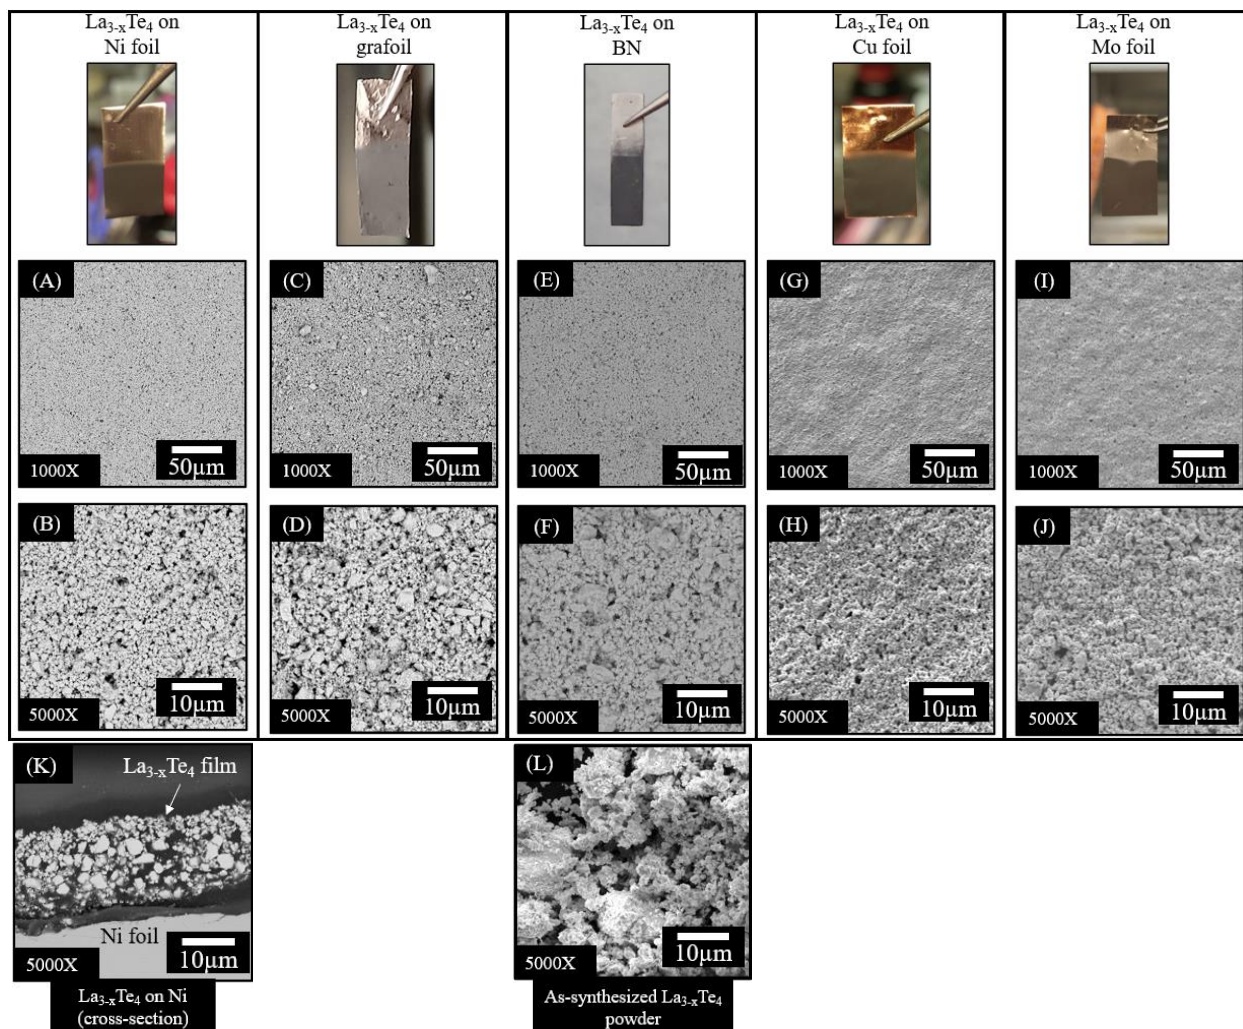 La₃₋ₓTe₄ on
Ni foil
La₃₋ₓTe₄ on
grafoil
La₃₋ₓTe₄ on
BN
La₃₋ₓTe₄ on
Cu foil
La₃₋ₓTe₄ on
Mo foil
(A)
1000X
50μm
(C)
1000X
50μm
(E)
1000X
50μm
(G)
1000X
50μm
(I)
1000X
50μm
(B)
5000X
10μm
(D)
5000X
10μm
(F)
5000X
10μm
(H)
5000X
10μm
(J)
5000X
10μm
(K)
La₃₋ₓTe₄ film
Ni foil
5000X
10μm
La₃₋ₓTe₄ on Ni
(cross-section)
(L)
5000X
10μm
As-synthesized La₃₋ₓTe₄
powder